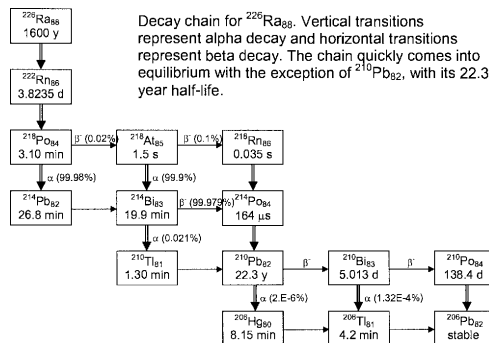 ²²⁶Ra₈₈
1600 y
Decay chain for ²²⁶Ra₈₈. Vertical transitions
represent alpha decay and horizontal transitions
represent beta decay. The chain quickly comes into
equilibrium with the exception of ²¹⁰Pb₈₂, with its 22.3
year half-life.
²²²Rn₈₆
3.8235 d
²¹⁸Po₈₄
3.10 min
β⁻ (0.02%)
²¹⁸At₈₅
1.5 s
β⁻ (0.1%)
²¹⁸Rn₈₆
0.035 s
α (99.98%)
α (99.9%)
²¹⁴Pb₈₂
26.8 min
²¹⁴Bi₈₃
19.9 min
β⁻ (99.979%)
²¹⁴Po₈₄
164 μs
α (0.021%)
²¹⁰Tl₈₁
1.30 min
²¹⁰Pb₈₂
22.3 y
β⁻
²¹⁰Bi₈₃
5.013 d
β⁻
²¹⁰Po₈₄
138.4 d
α (2.E-6%)
α (1.32E-4%)
²⁰⁶Hg₈₀
8.15 min
²⁰⁶Tl₈₁
4.2 min
²⁰⁶Pb₈₂
stable